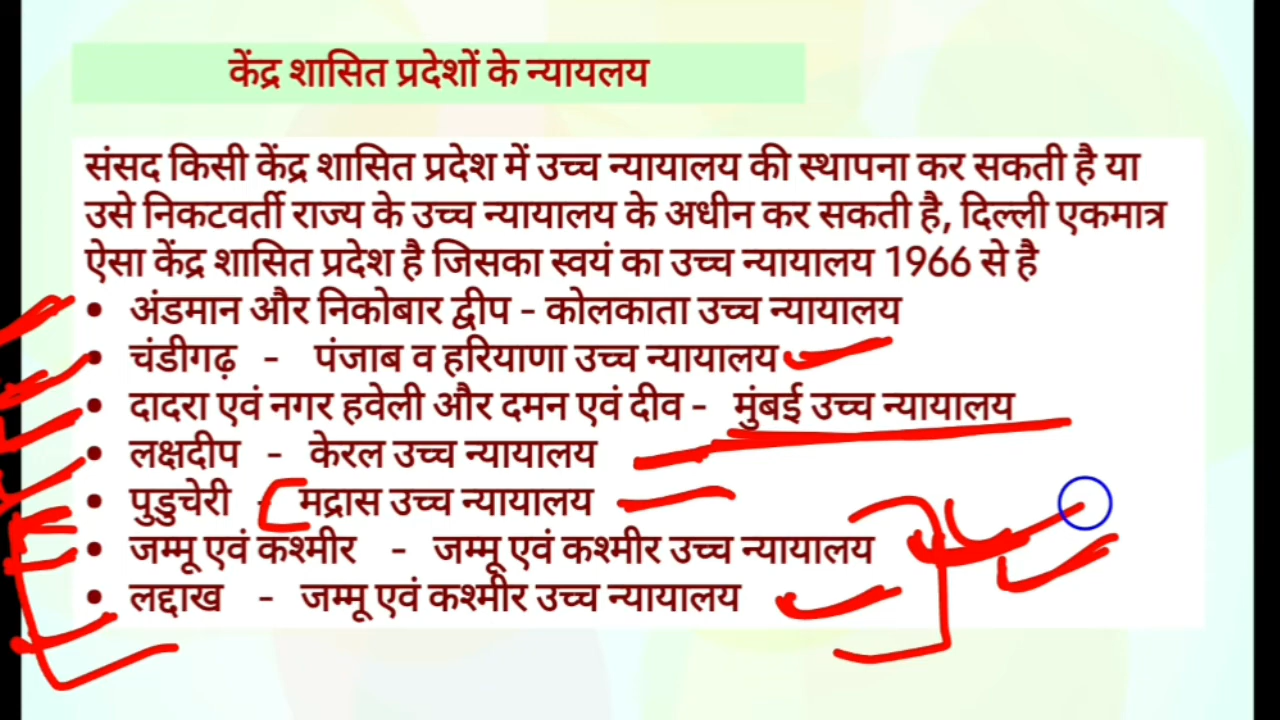 केंद्र शासित प्रदेशों के न्यायलय
संसद किसी केंद्र शासित प्रदेश में उच्च न्यायालय की स्थापना कर सकती है या
उसे निकटवर्ती राज्य के उच्च न्यायालय के अधीन कर सकती है, दिल्ली एकमात्र
ऐसा केंद्र शासित प्रदेश है जिसका स्वयं का उच्च न्यायालय 1966 से है
• अंडमान और निकोबार द्वीप - कोलकाता उच्च न्यायालय
• चंडीगढ़ - पंजाब व हरियाणा उच्च न्यायालय
• दादरा एवं नगर हवेली और दमन एवं दीव - मुंबई उच्च न्यायालय
• लक्षदीप - केरल उच्च न्यायालय
• पुडुचेरी - मद्रास उच्च न्यायालय
• जम्मू एवं कश्मीर - जम्मू एवं कश्मीर उच्च न्यायालय
• लद्दाख - जम्मू एवं कश्मीर उच्च न्यायालय